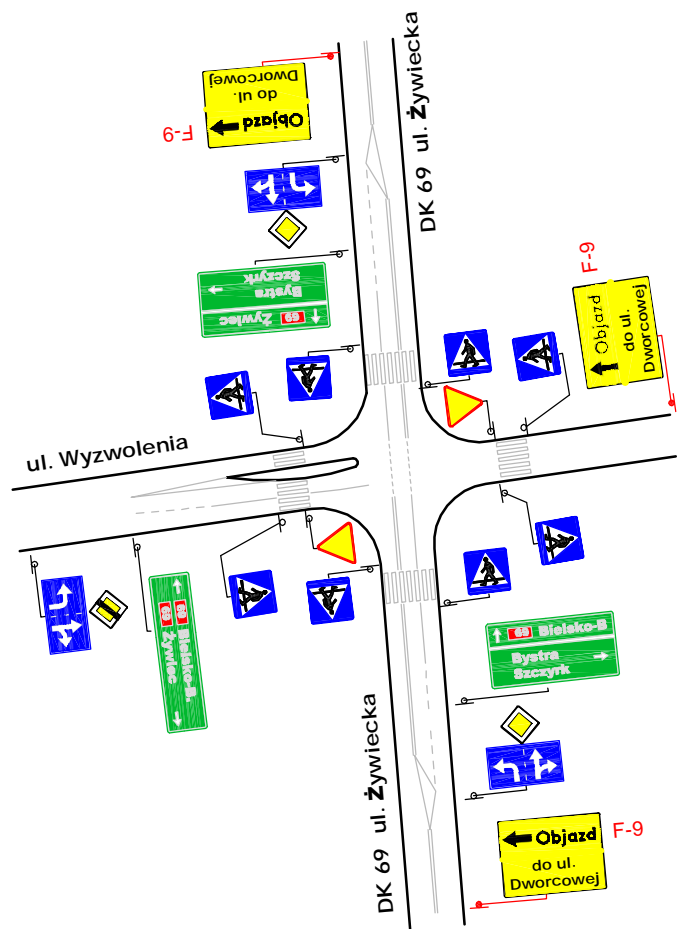 Objazd
do ul.
Dworcowej
F-9
DK 69 ul. Żywiecka
Żywiec 69
Bystra
Szczyrk
F-9
Objazd
do ul.
Dworcowej
ul. Wyzwolenia
69 Bielsko-B.
69 Żywiec
69 Bielsko-B
Bystra
Szczyrk
DK 69 ul. Żywiecka
Objazd
do ul.
Dworcowej
F-9